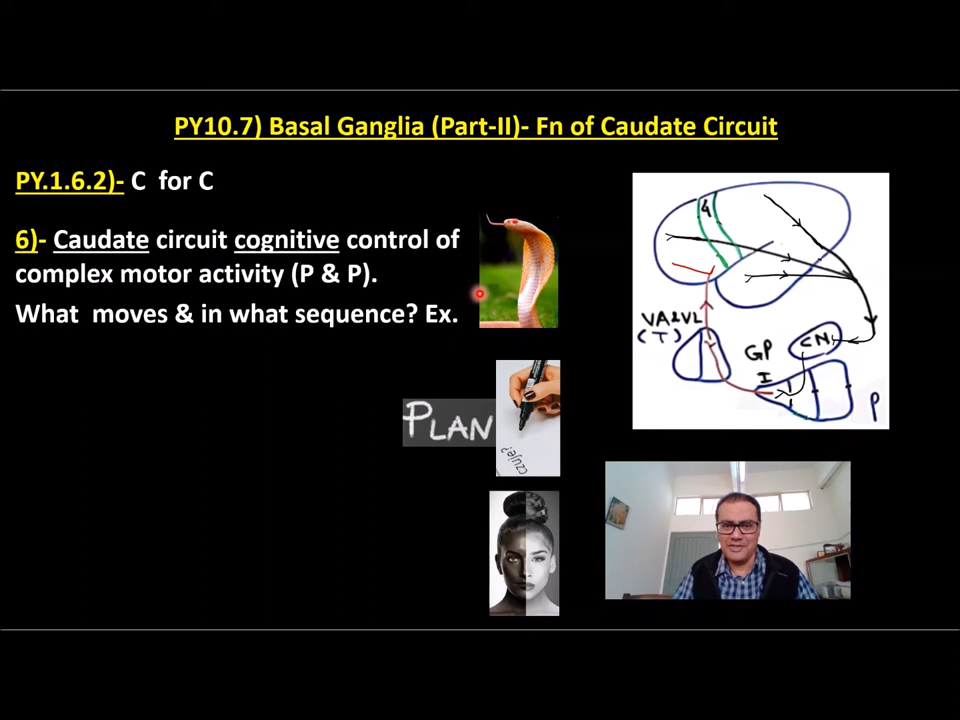 PY10.7) Basal Ganglia (Part-II)- Fn of Caudate Circuit
PY.1.6.2)- C for C
6)- Caudate circuit cognitive control of
complex motor activity (P & P).
What moves & in what sequence? Ex.
4
VA&VL
(T)
GP
I
CN
P
PLAN
czuje?